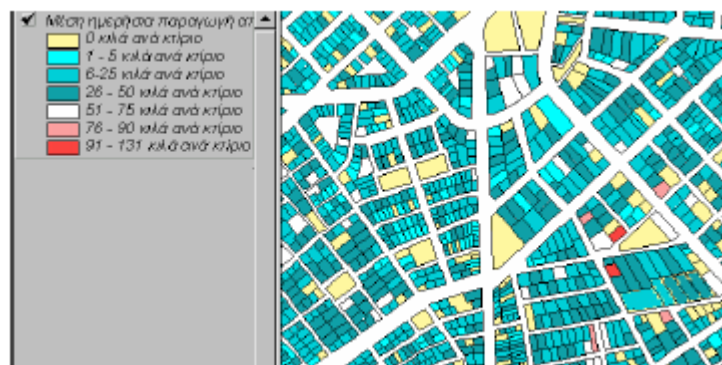 Μέση ημερήσια παραγωγή απ
0 κιλά ανά κτίριο
1 - 5 κιλά ανά κτίριο
6-25 κιλά ανά κτίριο
26 - 50 κιλά ανά κτίριο
51 - 75 κιλά ανά κτίριο
76 - 90 κιλά ανά κτίριο
91 - 131 κιλά ανά κτίριο